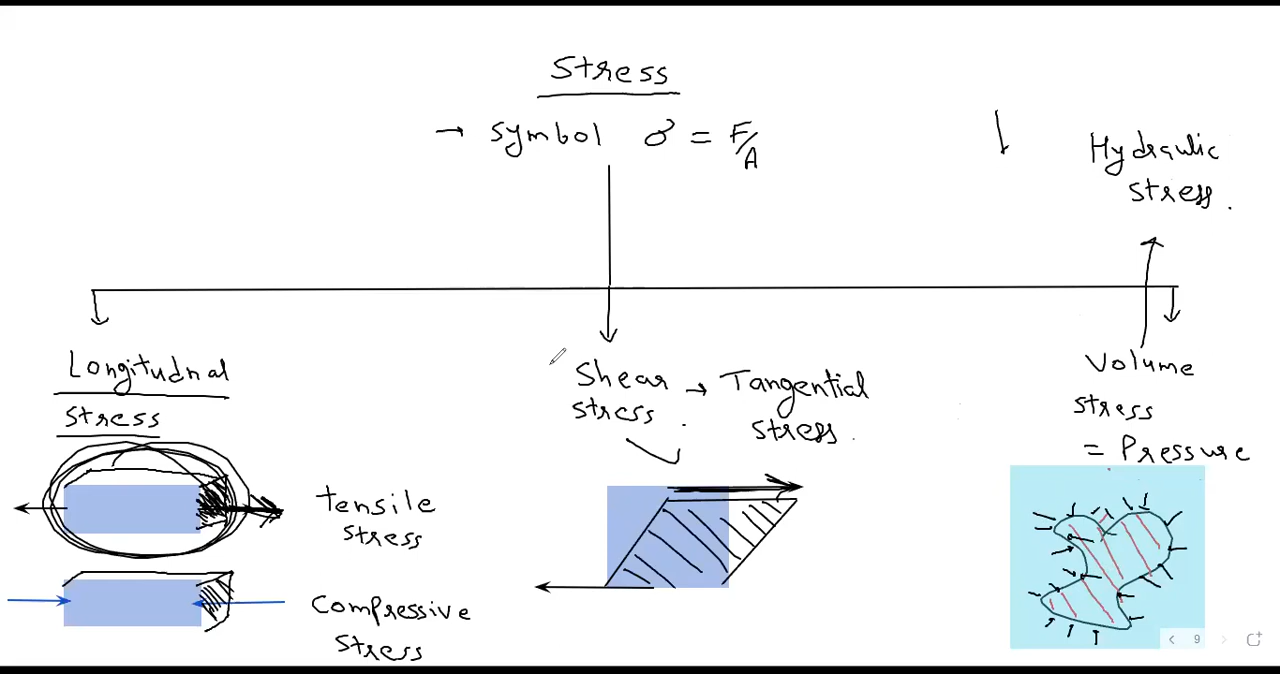 Stress
→ Symbol σ = F/A
Hydraulic
stress.
Longitudnal
stress
Shear → Tangential
stress. stress.
Volume
stress
= Pressure
tensile
stress
compressive
stress
9